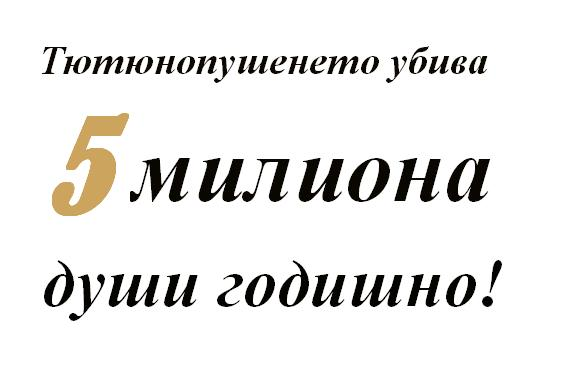 Тютюнопушенето убива
5 милиона
души годишно!